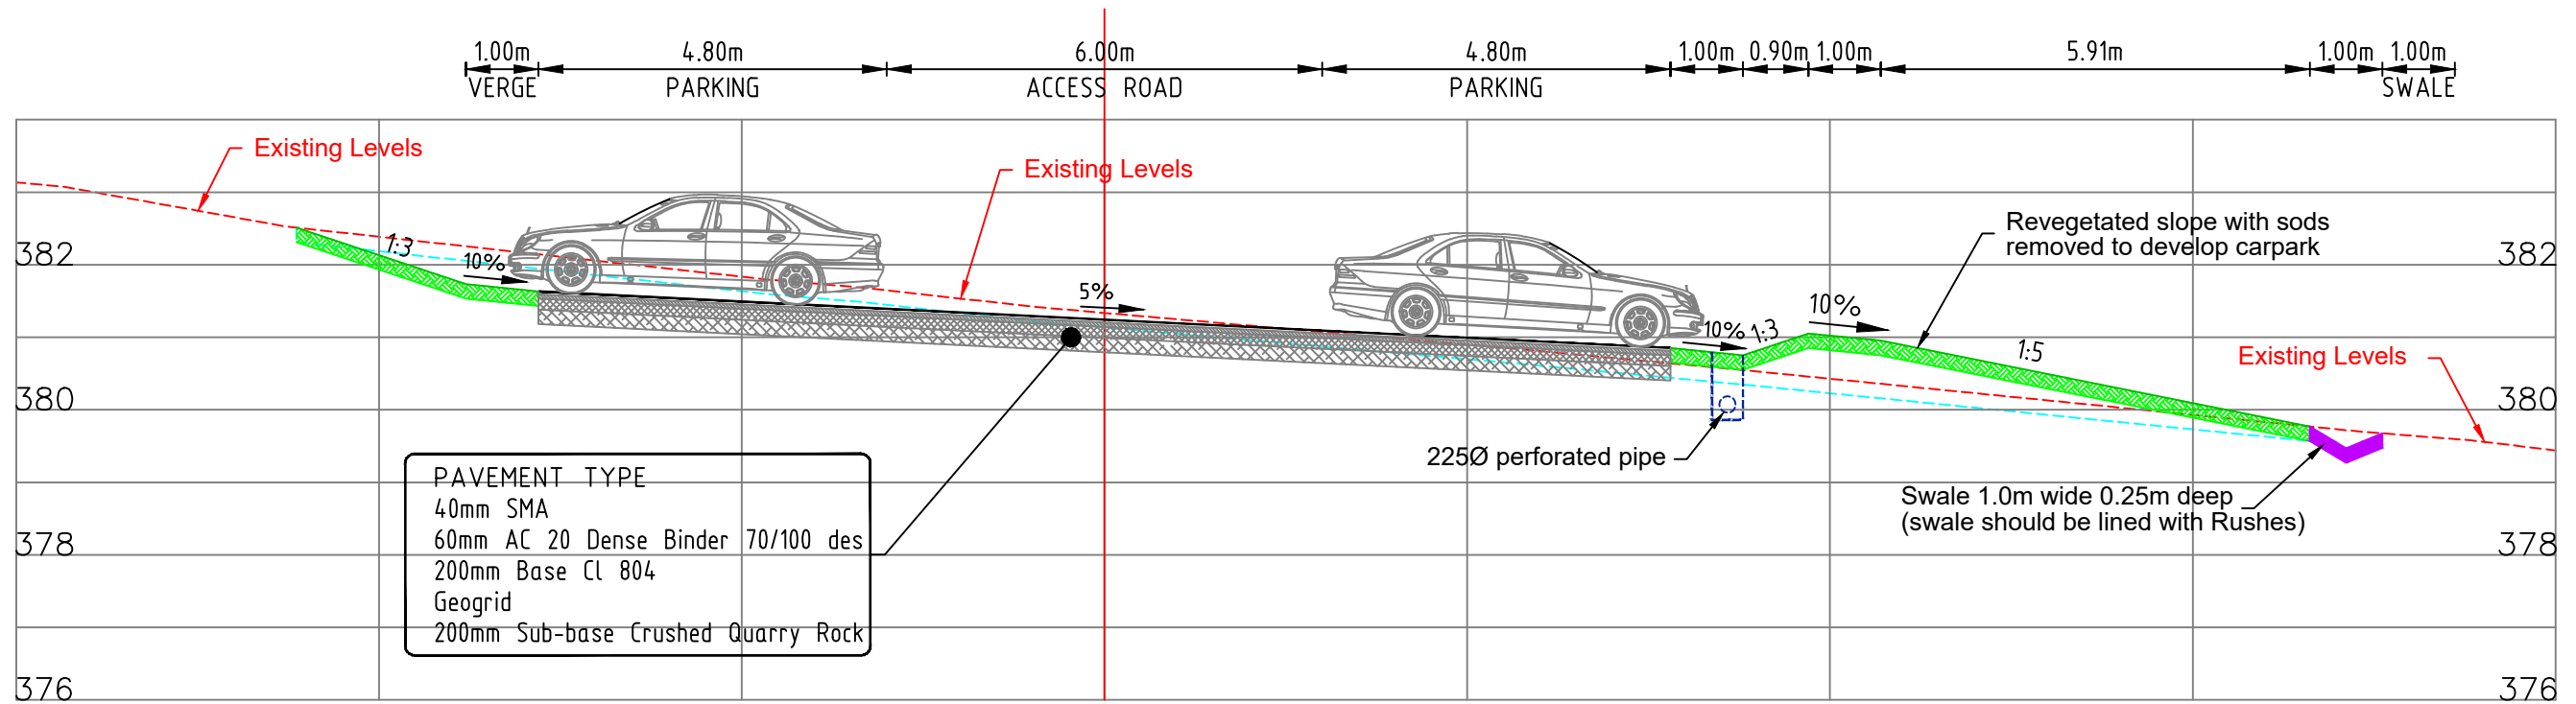 1.00m 4.80m 6.00m 4.80m 1.00m 0.90m 1.00m 5.91m 1.00m 1.00m
VERGE PARKING ACCESS ROAD PARKING SWALE
Existing Levels
Existing Levels
Revegetated slope with sods
removed to develop carpark
1:3
382
10%
382
5%
10%
10%
1:3
1:5
Existing Levels
380
380
225Ø perforated pipe
PAVEMENT TYPE
40mm SMA
60mm AC 20 Dense Binder 70/100 des
200mm Base Cl 804
Geogrid
200mm Sub-base Crushed Quarry Rock
Swale 1.0m wide 0.25m deep
(swale should be lined with Rushes)
378
378
376
376